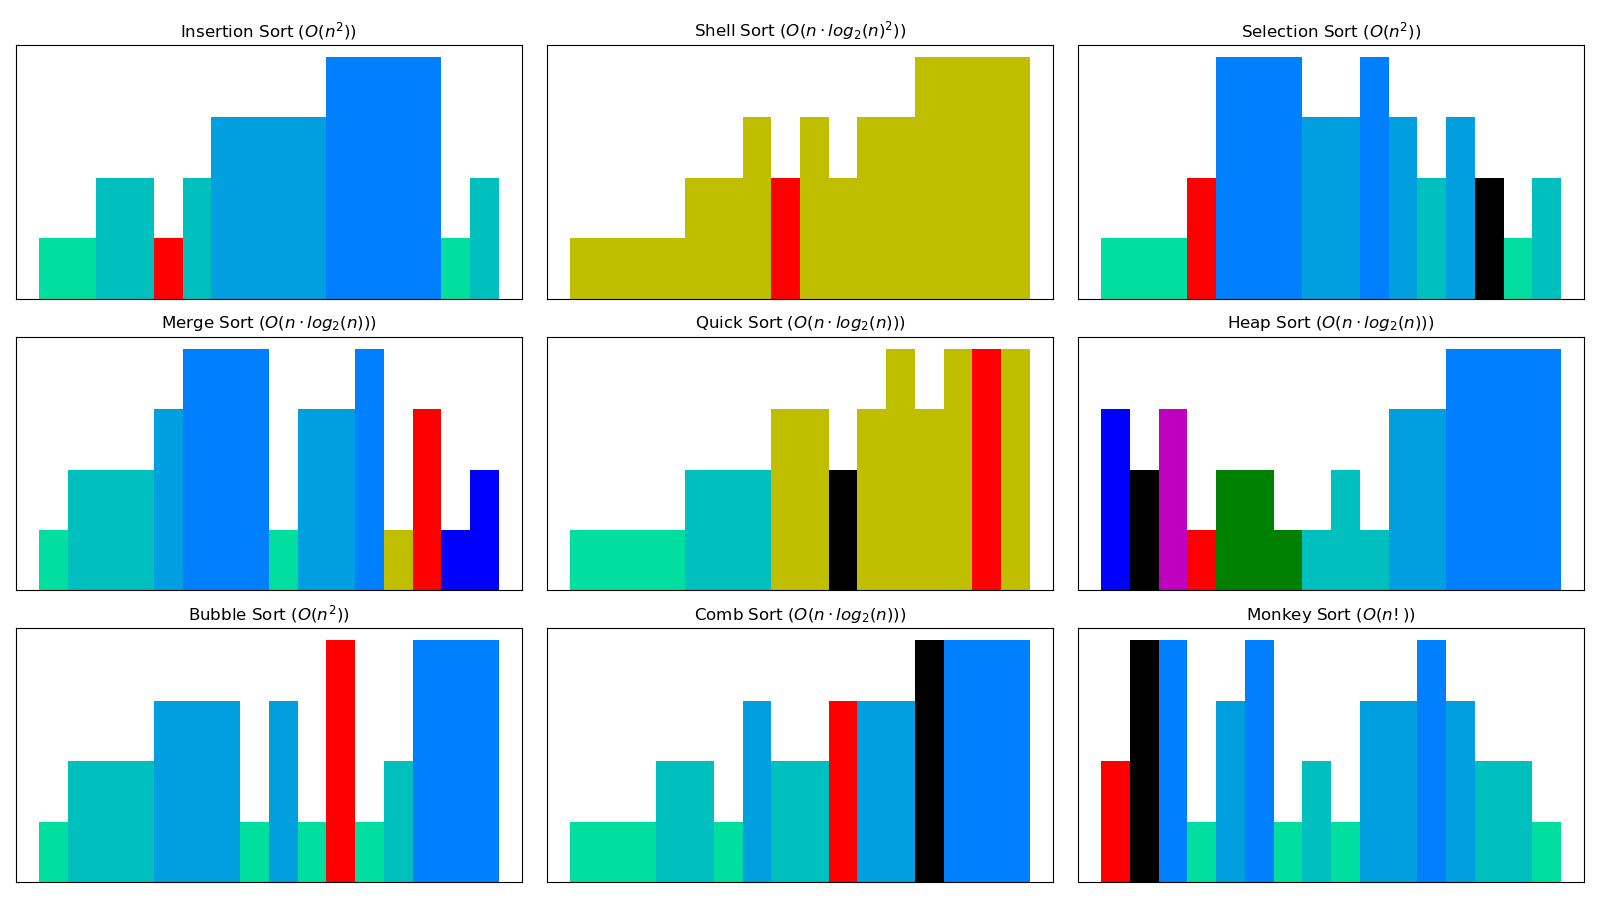 Insertion Sort (O(n²))
Shell Sort (O(n · log₂(n)²))
Selection Sort (O(n²))
Merge Sort (O(n · log₂(n)))
Quick Sort (O(n · log₂(n)))
Heap Sort (O(n · log₂(n)))
Bubble Sort (O(n²))
Comb Sort (O(n · log₂(n)))
Monkey Sort (O(n! ))